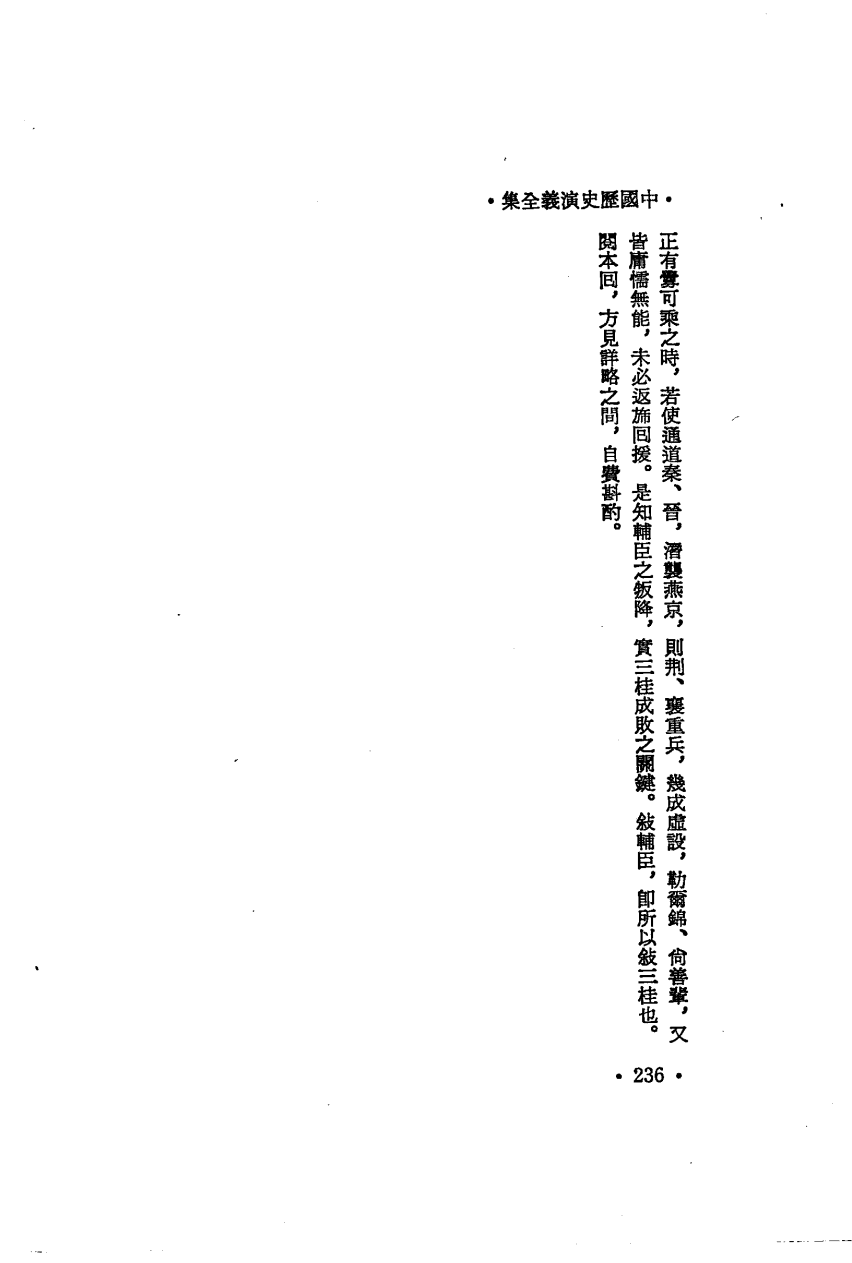 ·中國歷史演義全集·
正有釁可乘之時，若使通道秦、晉，潛襲燕京，則荆、襄重兵，幾成虛設，勒爾錦、尙善輩，又
皆庸懦無能，未必返旆回援。是知輔臣之叛降，實三桂成敗之關鍵。敍輔臣，卽所以敍三桂也。
閱本回，方見詳略之間，自費斟酌。
·236·